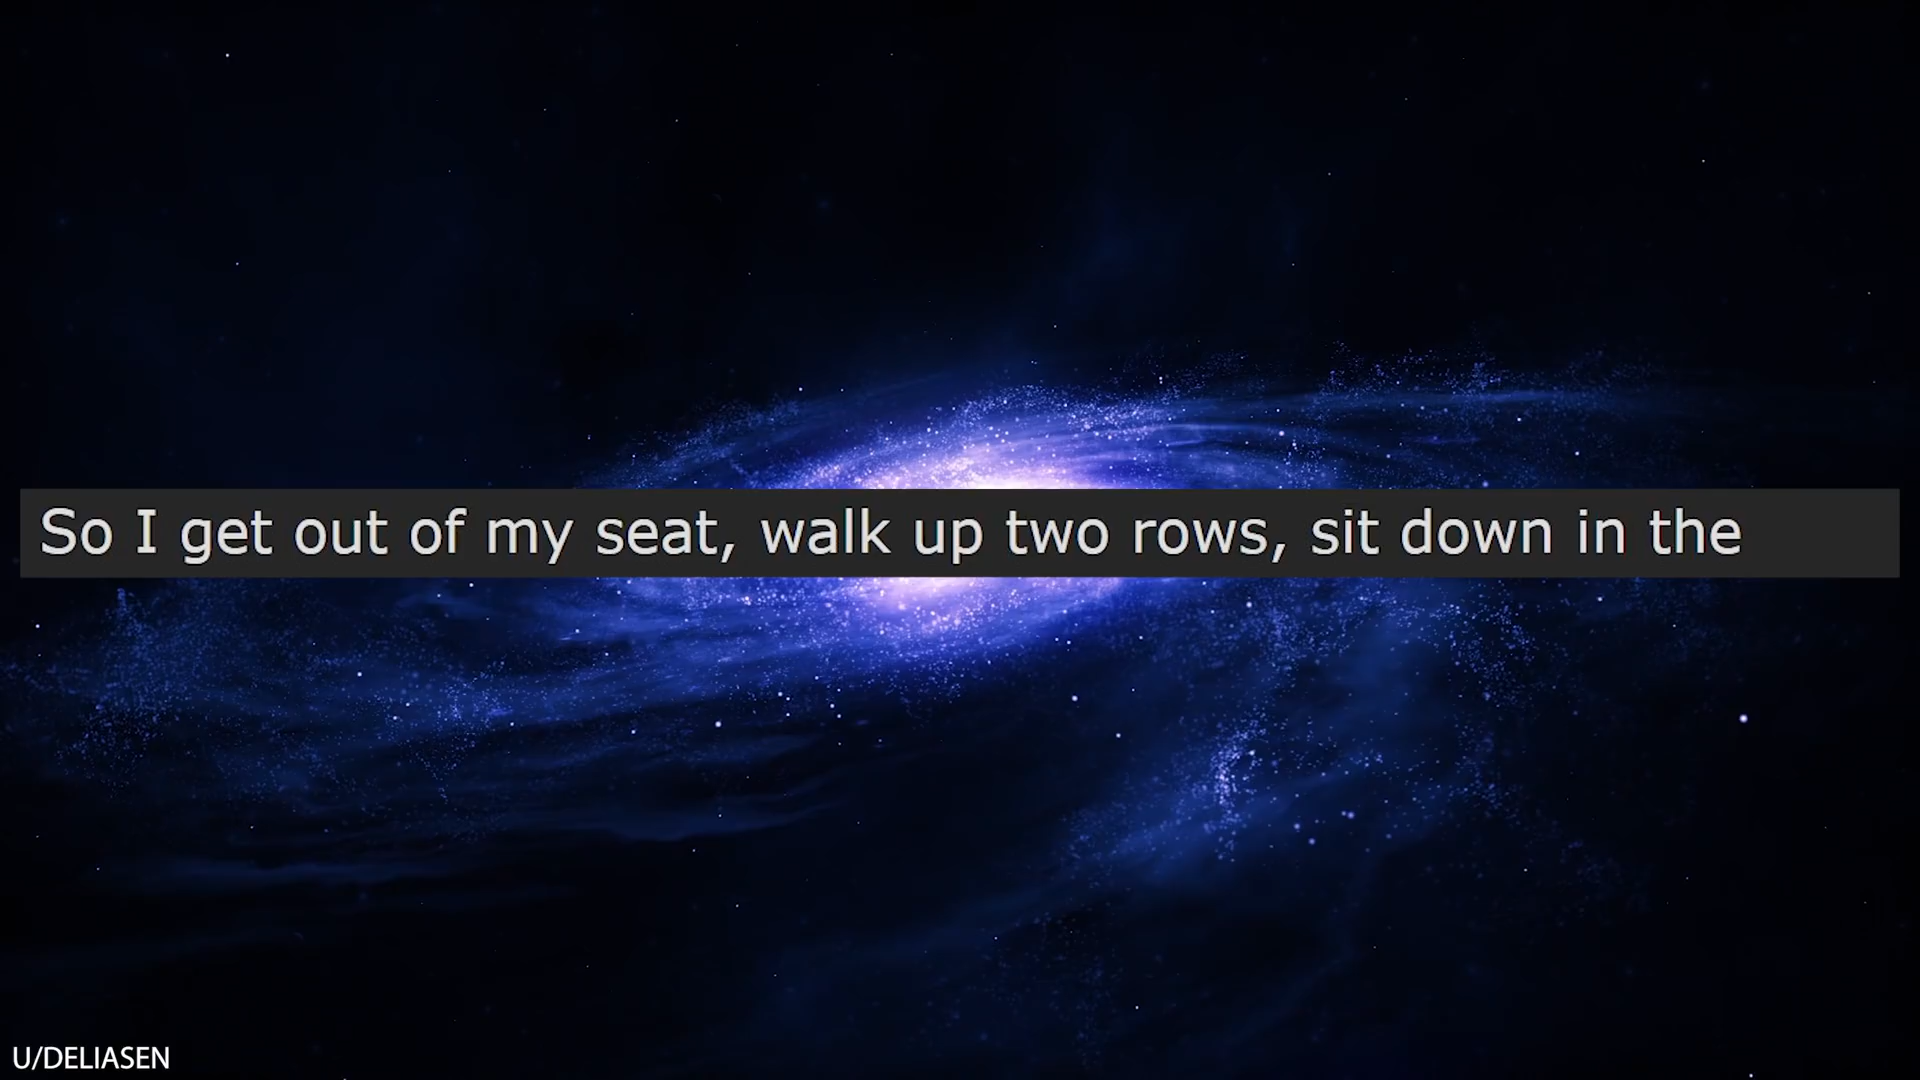 So I get out of my seat, walk up two rows, sit down in the
U/DELIASEN